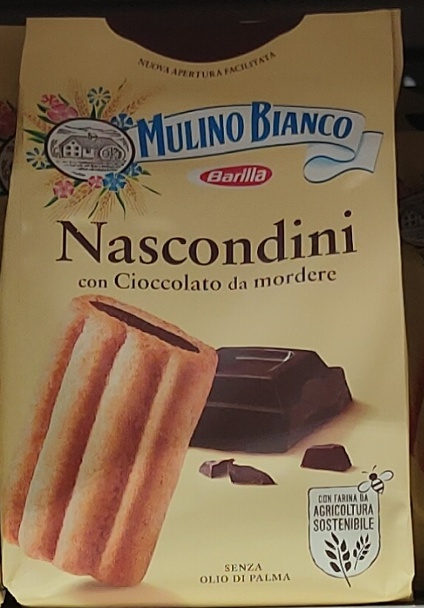 NUOVA APERTURA FACILITATA
MULINO BIANCO
Barilla
Nascondini
con Cioccolato da mordere
CON FARINA DA
AGRICOLTURA
SOSTENIBILE
SENZA
OLIO DI PALMA